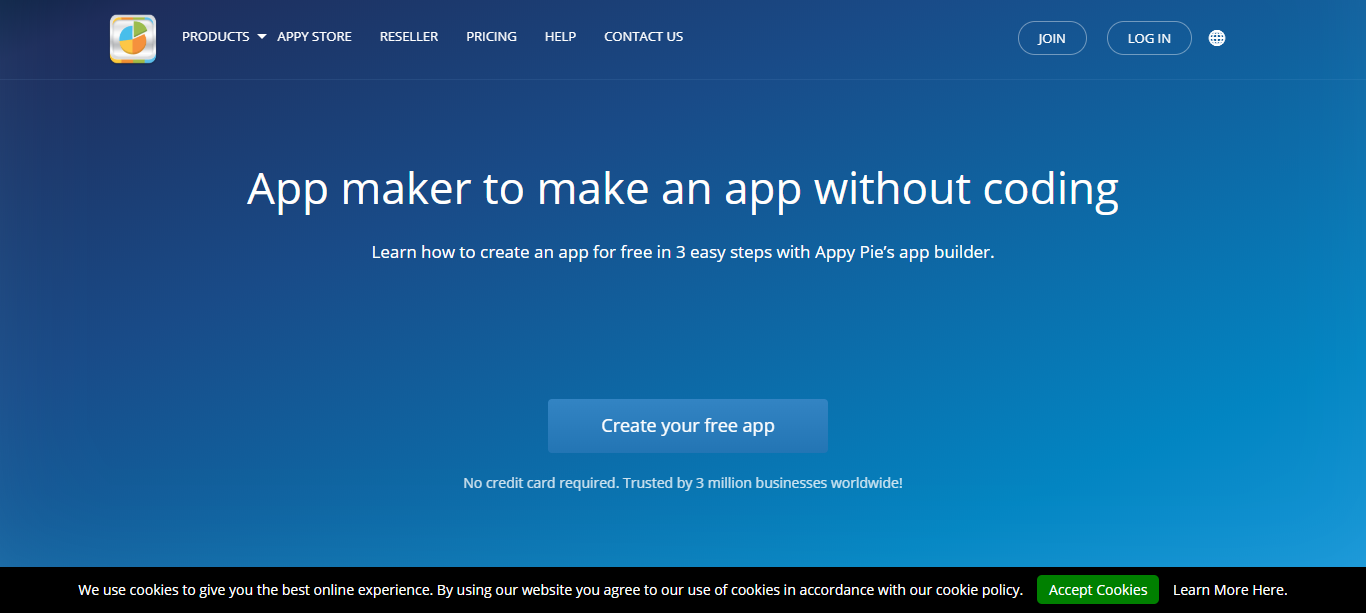 PRODUCTS APPY STORE RESELLER PRICING HELP CONTACT US JOIN LOG IN
App maker to make an app without coding
Learn how to create an app for free in 3 easy steps with Appy Pie’s app builder.
Create your free app
No credit card required. Trusted by 3 million businesses worldwide!
We use cookies to give you the best online experience. By using our website you agree to our use of cookies in accordance with our cookie policy. Accept Cookies Learn More Here.